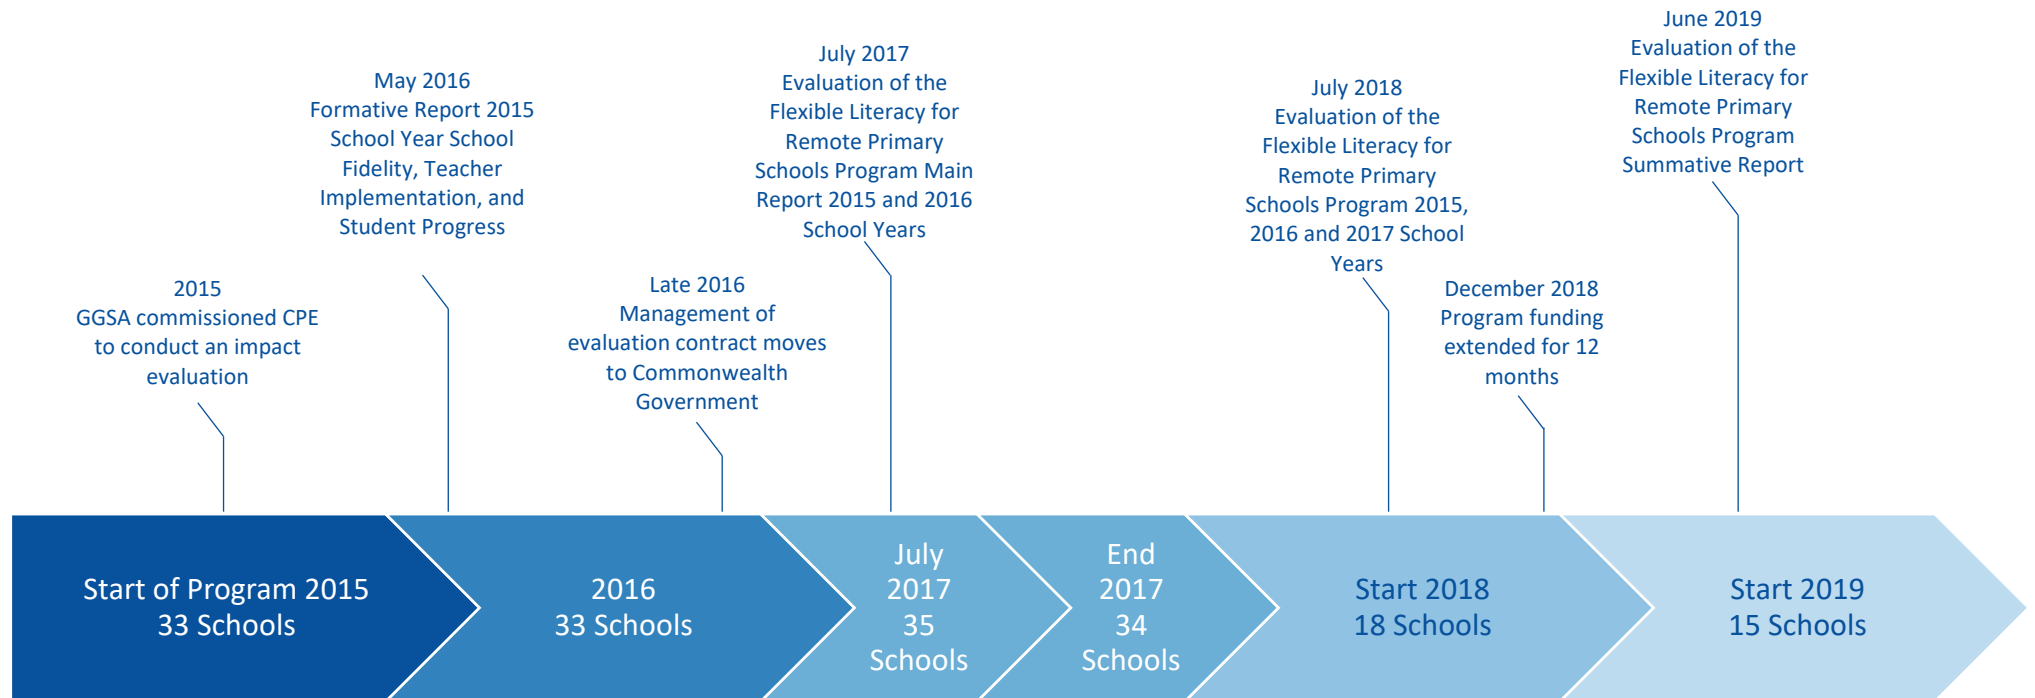 2015
GGSA commissioned CPE
to conduct an impact
evaluation
May 2016
Formative Report 2015
School Year School
Fidelity, Teacher
Implementation, and
Student Progress
Late 2016
Management of
evaluation contract moves
to Commonwealth
Government
July 2017
Evaluation of the
Flexible Literacy for
Remote Primary
Schools Program Main
Report 2015 and 2016
School Years
July 2018
Evaluation of the
Flexible Literacy for
Remote Primary
Schools Program 2015,
2016 and 2017 School
Years
December 2018
Program funding
extended for 12
months
June 2019
Evaluation of the
Flexible Literacy for
Remote Primary
Schools Program
Summative Report
Start of Program 2015
33 Schools
2016
33 Schools
July
2017
35
Schools
End
2017
34
Schools
Start 2018
18 Schools
Start 2019
15 Schools